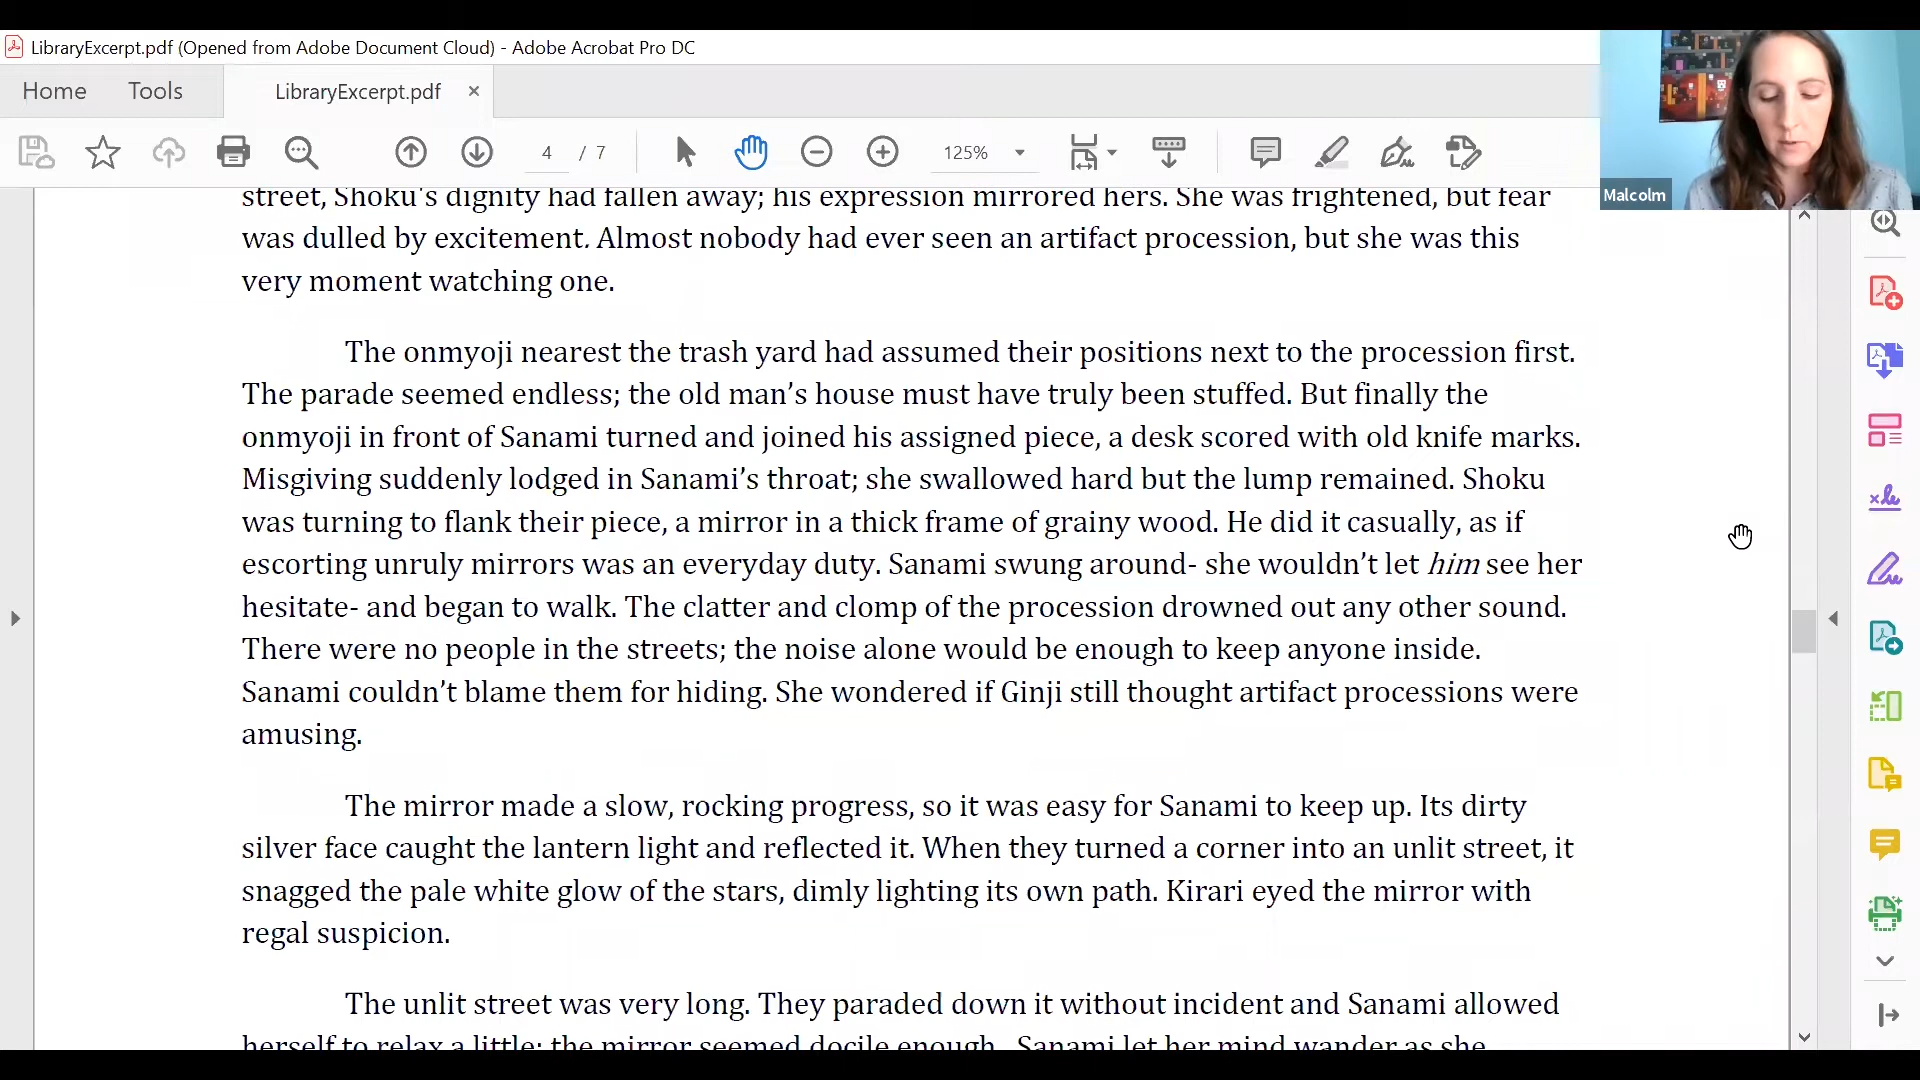 LibraryExcerpt.pdf (Opened from Adobe Document Cloud) - Adobe Acrobat Pro DC
Home Tools LibraryExcerpt.pdf ×
4 / 7 125%
Malcolm
street, Shoku's dignity had fallen away; his expression mirrored hers. She was frightened, but fear
was dulled by excitement. Almost nobody had ever seen an artifact procession, but she was this
very moment watching one.
The onmyoji nearest the trash yard had assumed their positions next to the procession first.
The parade seemed endless; the old man’s house must have truly been stuffed. But finally the
onmyoji in front of Sanami turned and joined his assigned piece, a desk scored with old knife marks.
Misgiving suddenly lodged in Sanami’s throat; she swallowed hard but the lump remained. Shoku
was turning to flank their piece, a mirror in a thick frame of grainy wood. He did it casually, as if
escorting unruly mirrors was an everyday duty. Sanami swung around- she wouldn’t let him see her
hesitate- and began to walk. The clatter and clomp of the procession drowned out any other sound.
There were no people in the streets; the noise alone would be enough to keep anyone inside.
Sanami couldn’t blame them for hiding. She wondered if Ginji still thought artifact processions were
amusing.
The mirror made a slow, rocking progress, so it was easy for Sanami to keep up. Its dirty
silver face caught the lantern light and reflected it. When they turned a corner into an unlit street, it
snagged the pale white glow of the stars, dimly lighting its own path. Kirari eyed the mirror with
regal suspicion.
The unlit street was very long. They paraded down it without incident and Sanami allowed
herself to relax a little; the mirror seemed docile enough. Sanami let her mind wander as she